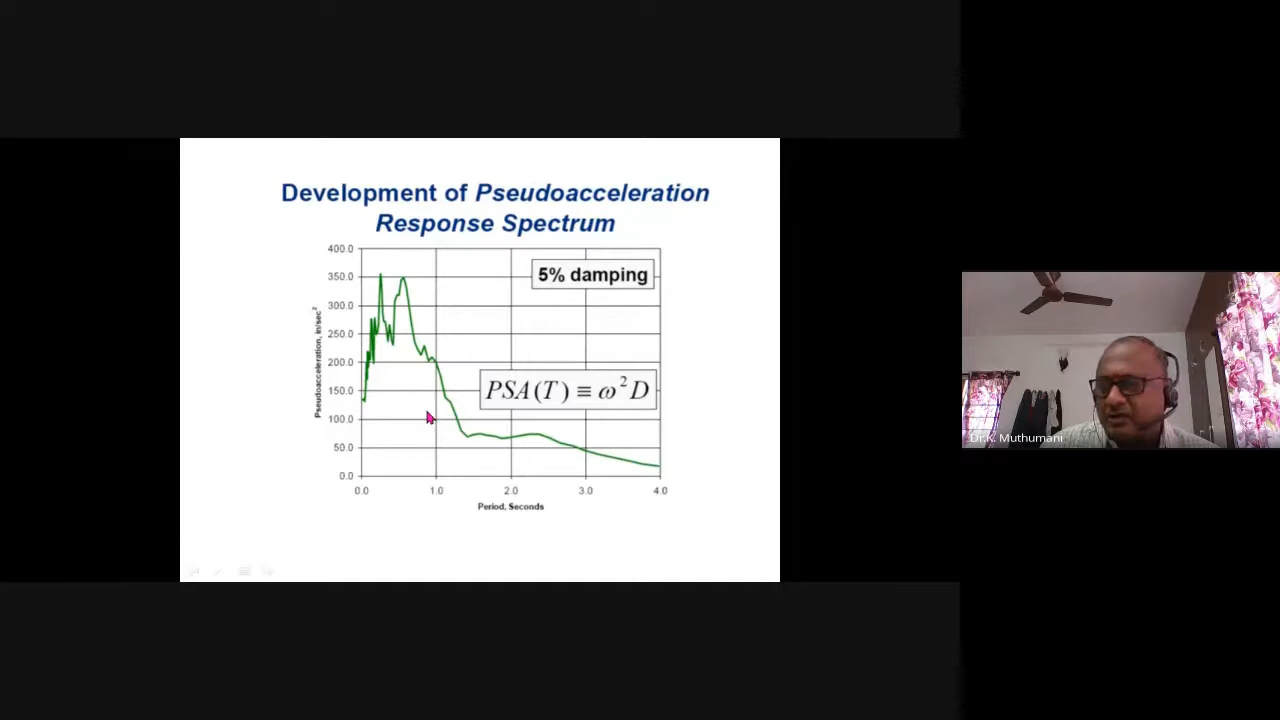 Development of Pseudoacceleration
Response Spectrum
400.0
350.0
300.0
250.0
200.0
150.0
100.0
50.0
0.0
Pseudoacceleration, in/sec²
5% damping
PSA(T) ≡ ω²D
0.0 1.0 2.0 3.0 4.0
Period, Seconds
Dr.K. Muthumani